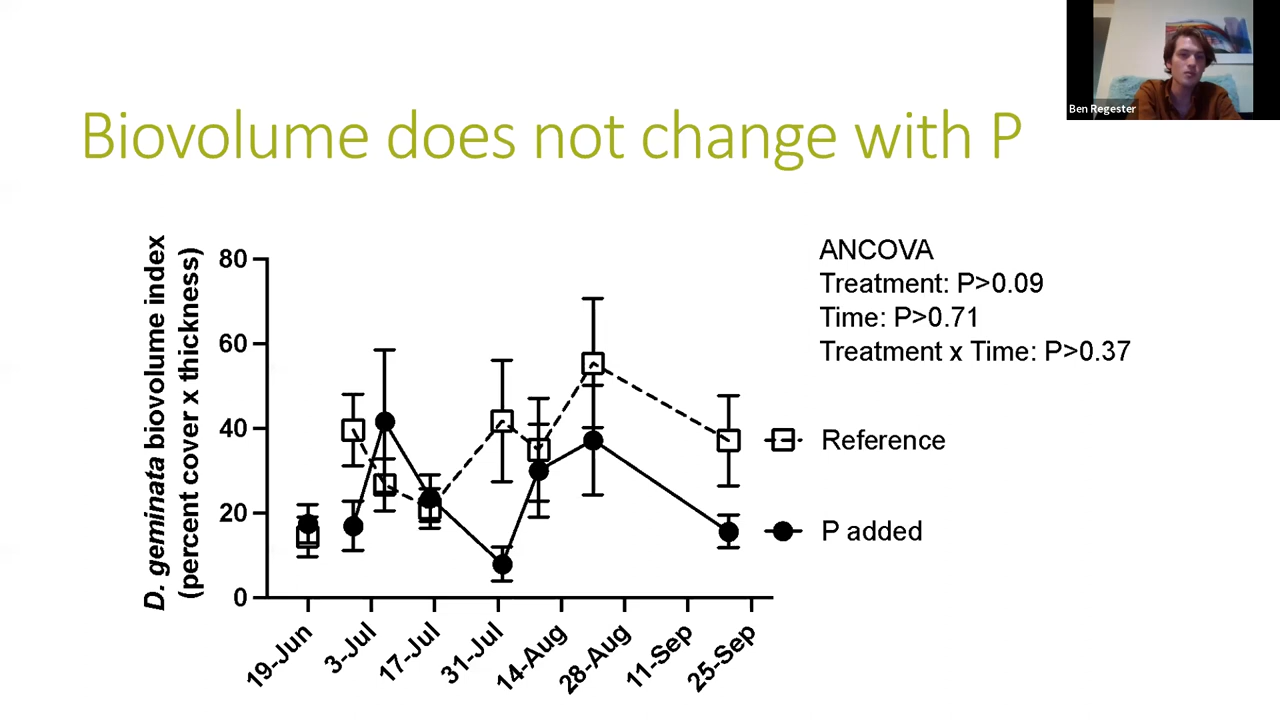 Ben Regester
Biovolume does not change with P
D. geminata biovolume index
(percent cover x thickness)
80
60
40
20
0
19-Jun
3-Jul
17-Jul
31-Jul
14-Aug
28-Aug
11-Sep
25-Sep
ANCOVA
Treatment: P>0.09
Time: P>0.71
Treatment x Time: P>0.37
Reference
P added